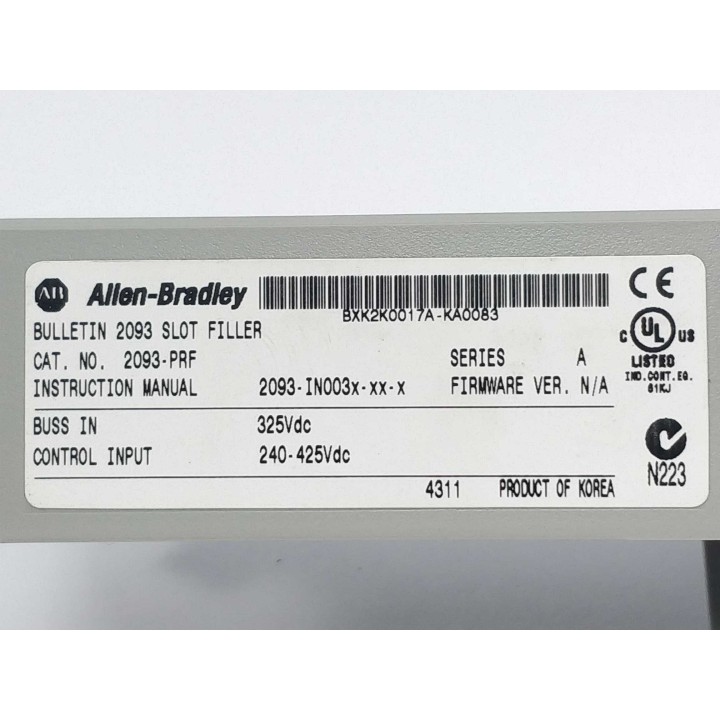 AB Allen-Bradley
BXK2K0017A-KA0083
BULLETIN 2093 SLOT FILLER
CAT. NO. 2093-PRF SERIES A
INSTRUCTION MANUAL 2093-IN003x-xx-x FIRMWARE VER. N/A
BUSS IN 325Vdc
CONTROL INPUT 240-425Vdc
4311 PRODUCT OF KOREA
CE
C UL US
LISTED
IND.CONT.EQ.
61KJ
N223